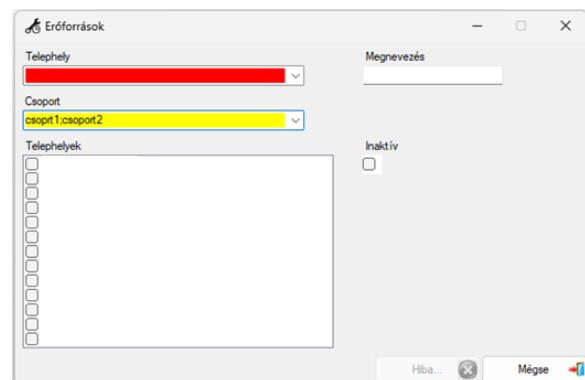 Erőforrások
Telephely
Megnevezés
Csoport
csoprt1;csoport2
Telephelyek
Inaktív
Hiba...
Mégse